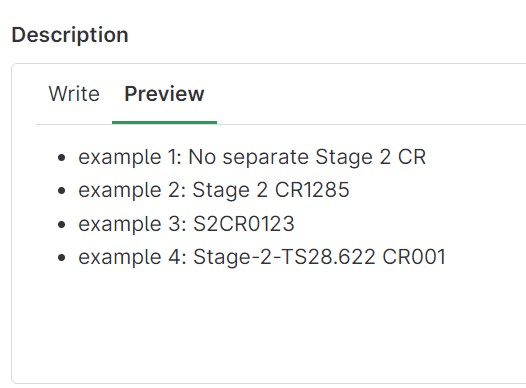 Description
Write Preview
example 1: No separate Stage 2 CR
example 2: Stage 2 CR1285
example 3: S2CR0123
example 4: Stage-2-TS28.622 CR001